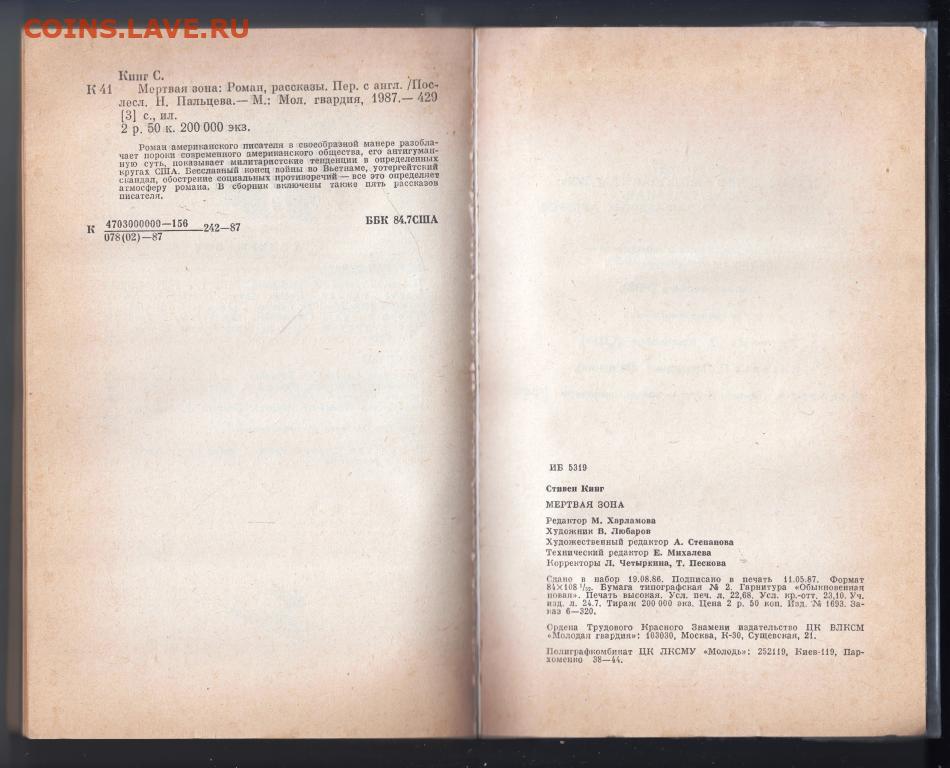 COINS.LAVE.RU
Кинг С.
К 41 Мертвая зона: Роман, рассказы. Пер. с англ. /Пос-
лесл. Н. Пальцева.— М.: Мол. гвардия, 1987.— 429
[3] с., ил.
2 р. 50 к. 200 000 экз.
Роман американского писателя в своеобразной манере разобла-
чает пороки современного американского общества, его антигуман-
ную суть, показывает милитаристские тенденции в определенных
кругах США. Бесславный конец войны во Вьетнаме, уотергейтский
скандал, обострение социальных противоречий — все это определяет
атмосферу романа. В сборник включены также пять рассказов
писателя.
К 4703000000—156 242—87 ББК 84.7США
078(02)—87
ИБ 5319
Стивен Кинг
МЕРТВАЯ ЗОНА
Редактор М. Харламова
Художник В. Любаров
Художественный редактор А. Степанова
Технический редактор Е. Михалева
Корректоры Л. Четыркина, Т. Пескова
Сдано в набор 19.08.86. Подписано в печать 11.05.87. Формат
84×108 1/32. Бумага типографская № 2. Гарнитура «Обыкновенная
новая». Печать высокая. Усл. печ. л. 22,68. Усл. кр.-отт. 23,10. Уч.
изд. л. 24.7. Тираж 200 000 экз. Цена 2 р. 50 коп. Изд. № 1693. За-
каз 6—320.
Ордена Трудового Красного Знамени издательство ЦК ВЛКСМ
«Молодая гвардия»: 103030, Москва, К-30, Сущевская, 21.
Полиграфкомбинат ЦК ЛКСМУ «Молодь»: 252119, Киев-119, Пар-
хоменко 38—44.